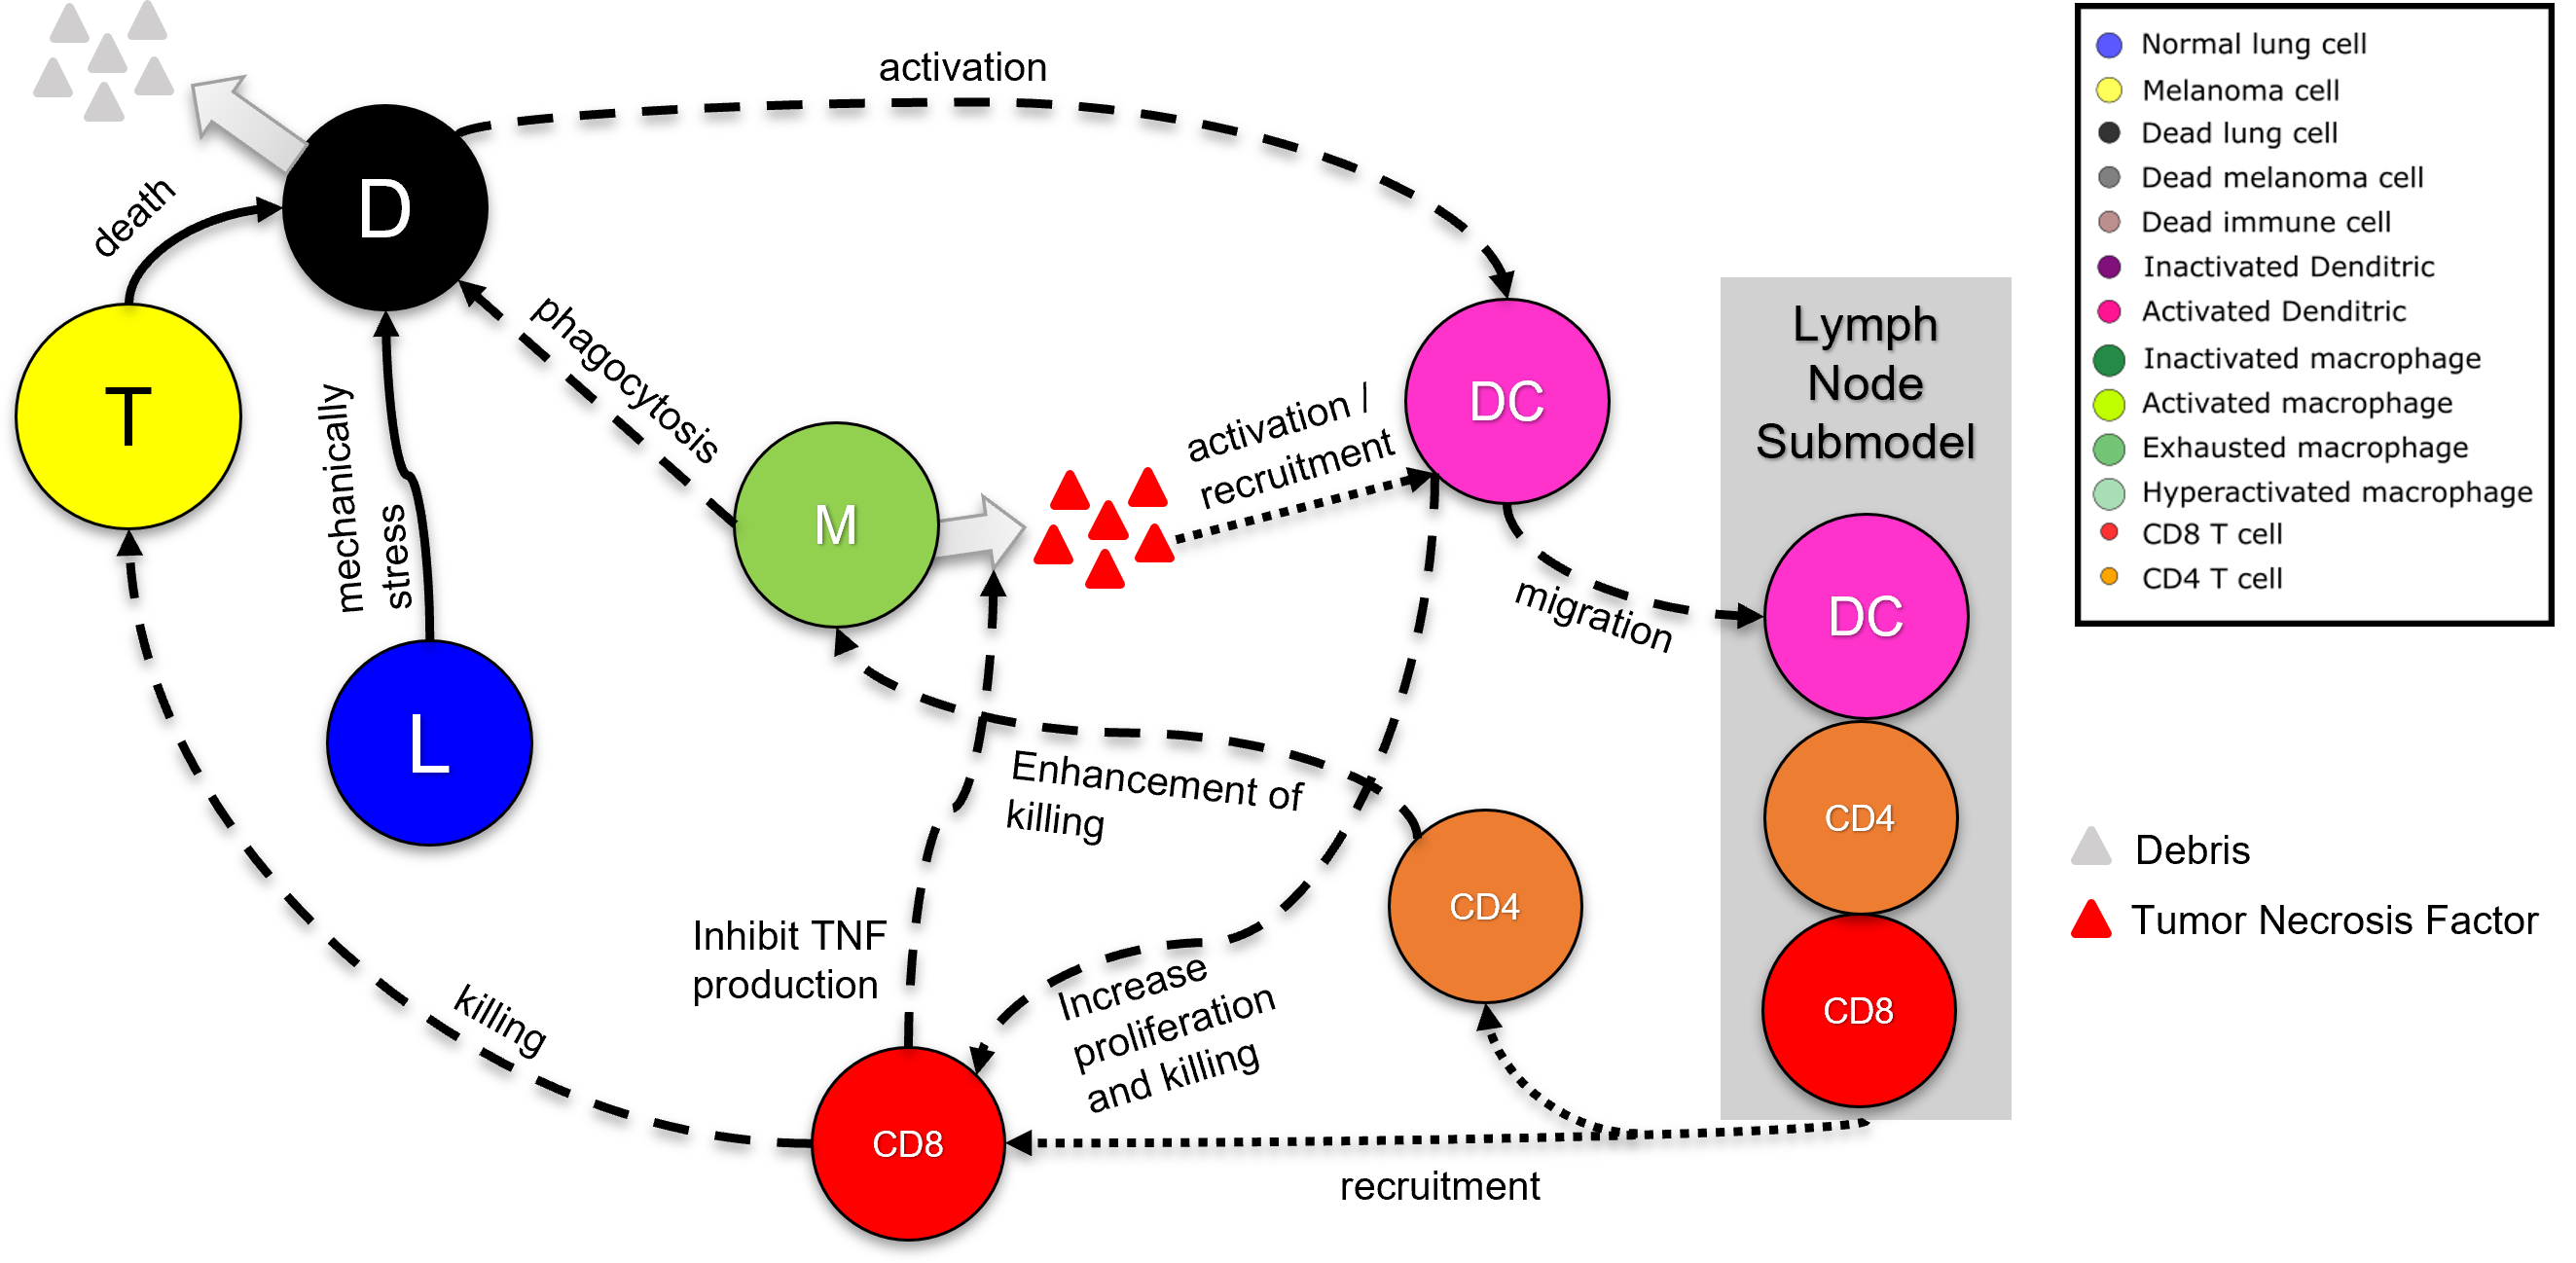 activation
D
death
T
mechanically
stress
L
phagocytosis
M
activation /
recruitment
DC
migration
Lymph
Node
Submodel
DC
CD4
CD8
Enhancement of
killing
CD4
Inhibit TNF
production
Increase
proliferation
and killing
killing
CD8
recruitment
Normal lung cell
Melanoma cell
Dead lung cell
Dead melanoma cell
Dead immune cell
Inactivated Denditric
Activated Denditric
Inactivated macrophage
Activated macrophage
Exhausted macrophage
Hyperactivated macrophage
CD8 T cell
CD4 T cell
Debris
Tumor Necrosis Factor